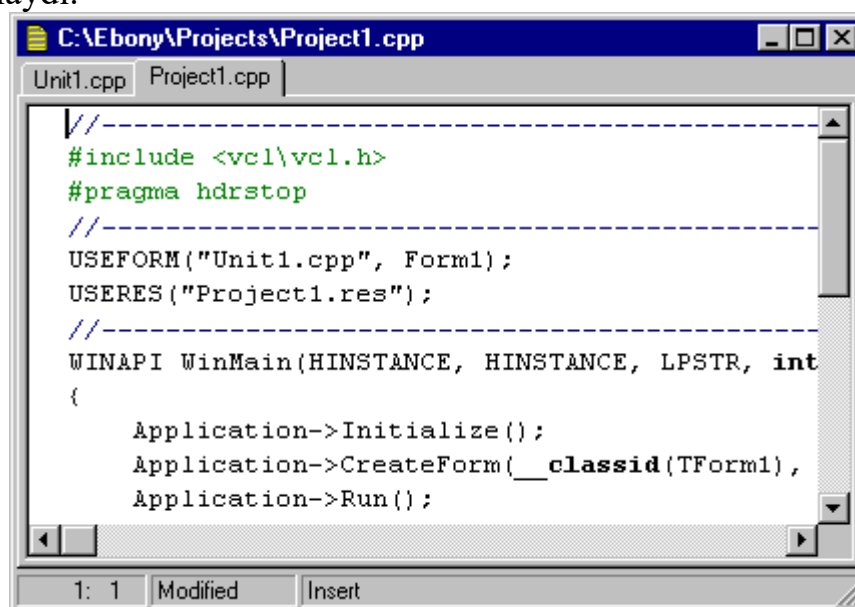 C:\Ebony\Projects\Project1.cpp
Unit1.cpp Project1.cpp
//---------------------------------------------
#include <vcl\vcl.h>
#pragma hdrstop
//---------------------------------------------
USEFORM("Unit1.cpp", Form1);
USERES("Project1.res");
//---------------------------------------------
WINAPI WinMain(HINSTANCE, HINSTANCE, LPSTR, int
{
Application->Initialize();
Application->CreateForm(__classid(TForm1),
Application->Run();
1: 1 Modified Insert